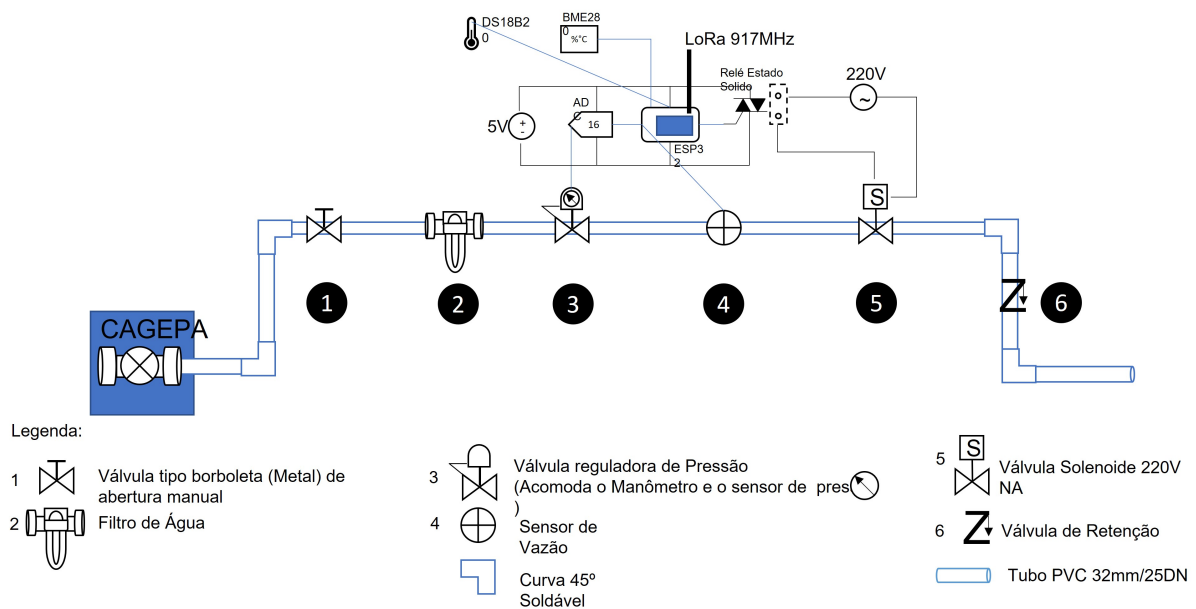 DS18B2
0
BME28
0
%°C
LoRa 917MHz
Relé Estado
Solido
220V
~
5V
+
-
AD
C
16
ESP3
2
S
1
2
3
4
5
6
Z
CAGEPA
Legenda:
1
Válvula tipo borboleta (Metal) de
abertura manual
2
Filtro de Água
3
Válvula reguladora de Pressão
(Acomoda o Manômetro e o sensor de pres
)
4
Sensor de
Vazão
Curva 45º
Soldável
5
S
Válvula Solenoide 220V
NA
6
Z
Válvula de Retenção
Tubo PVC 32mm/25DN